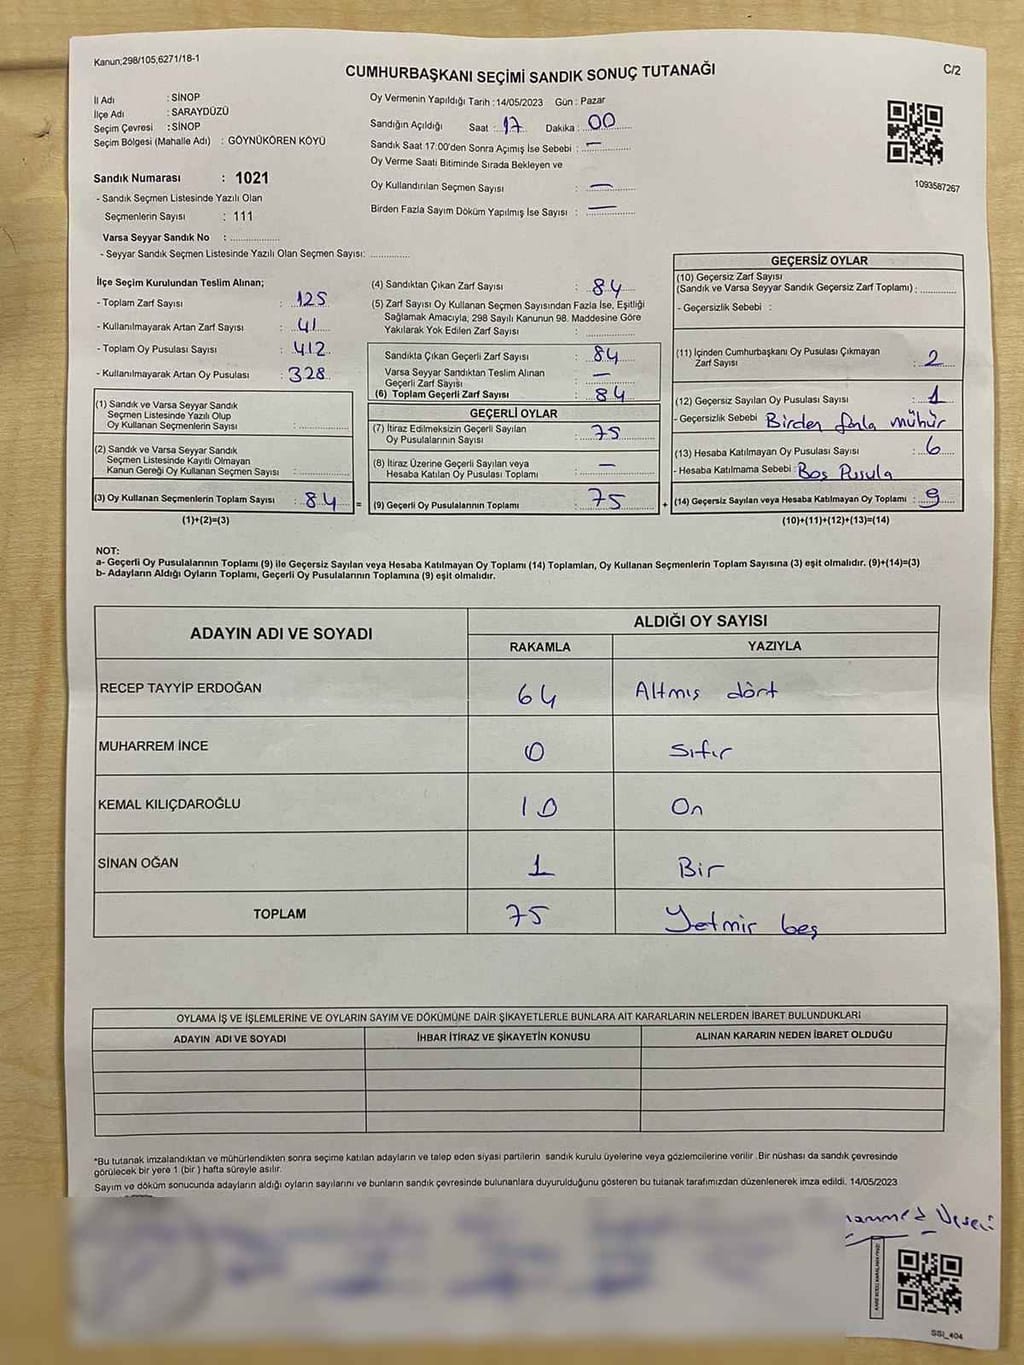 Kanun;298/105,6271/18-1
C/2
CUMHURBAŞKANI SEÇİMİ SANDIK SONUÇ TUTANAĞI
İl Adı : SİNOP
İlçe Adı : SARAYDÜZÜ
Seçim Çevresi : SİNOP
Seçim Bölgesi (Mahalle Adı) : GÖYNÜKÖREN KÖYÜ
Sandık Numarası : 1021
- Sandık Seçmen Listesinde Yazılı Olan
Seçmenlerin Sayısı : 111
Varsa Seyyar Sandık No :
- Seyyar Sandık Seçmen Listesinde Yazılı Olan Seçmen Sayısı:
Oy Vermenin Yapıldığı Tarih :14/05/2023 Gün : Pazar
Sandığın Açıldığı Saat : 17 Dakika : 00
Sandık Saat 17:00'den Sonra Açımış İse Sebebi : —
Oy Verme Saati Bitiminde Sırada Bekleyen ve
Oy Kullandırılan Seçmen Sayısı : —
Birden Fazla Sayım Döküm Yapılmış İse Sayısı : —
1093587267
İlçe Seçim Kurulundan Teslim Alınan;
- Toplam Zarf Sayısı : 125
- Kullanılmayarak Artan Zarf Sayısı : 41
- Toplam Oy Pusulası Sayısı : 412
- Kullanılmayarak Artan Oy Pusulası : 328
(1) Sandık ve Varsa Seyyar Sandık
Seçmen Listesinde Yazılı Olup
Oy Kullanan Seçmenlerin Sayısı :
(2) Sandık ve Varsa Seyyar Sandık
Seçmen Listesinde Kayıtlı Olmayan
Kanun Gereği Oy Kullanan Seçmen Sayısı :
(3) Oy Kullanan Seçmenlerin Toplam Sayısı : 84 =
(1)+(2)=(3)
(4) Sandıktan Çıkan Zarf Sayısı : 84
(5) Zarf Sayısı Oy Kullanan Seçmen Sayısından Fazla İse, Eşitliği
Sağlamak Amacıyla, 298 Sayılı Kanunun 98. Maddesine Göre
Yakılarak Yok Edilen Zarf Sayısı :
Sandıkta Çıkan Geçerli Zarf Sayısı : 84
Varsa Seyyar Sandıktan Teslim Alınan
Geçerli Zarf Sayısı : —
(6) Toplam Geçerli Zarf Sayısı : 84
GEÇERLİ OYLAR
(7) İtiraz Edilmeksizin Geçerli Sayılan
Oy Pusulalarının Sayısı : 75
(8) İtiraz Üzerine Geçerli Sayılan veya
Hesaba Katılan Oy Pusulası Toplamı : —
(9) Geçerli Oy Pusulalarının Toplamı : 75 +
GEÇERSİZ OYLAR
(10) Geçersiz Zarf Sayısı
(Sandık ve Varsa Seyyar Sandık Geçersiz Zarf Toplamı) :
- Geçersizlik Sebebi :
(11) İçinden Cumhurbaşkanı Oy Pusulası Çıkmayan
Zarf Sayısı : 2
(12) Geçersiz Sayılan Oy Pusulası Sayısı : 1
- Geçersizlik Sebebi : Birden fazla mühür
(13) Hesaba Katılmayan Oy Pusulası Sayısı : 6
- Hesaba Katılmama Sebebi : Boş Pusula
(14) Geçersiz Sayılan veya Hesaba Katılmayan Oy Toplamı : 9
(10)+(11)+(12)+(13)=(14)
NOT:
a- Geçerli Oy Pusulalarının Toplamı (9) ile Geçersiz Sayılan veya Hesaba Katılmayan Oy Toplamı (14) Toplamları, Oy Kullanan Seçmenlerin Toplam Sayısına (3) eşit olmalıdır. (9)+(14)=(3)
b- Adayların Aldığı Oyların Toplamı, Geçerli Oy Pusulalarının Toplamına (9) eşit olmalıdır.
ADAYIN ADI VE SOYADI
ALDIĞI OY SAYISI
RAKAMLA YAZIYLA
RECEP TAYYİP ERDOĞAN 64 Altmış dört
MUHARREM İNCE 0 Sıfır
KEMAL KILIÇDAROĞLU 10 On
SİNAN OĞAN 1 Bir
TOPLAM 75 Yetmir beş
OYLAMA İŞ VE İŞLEMLERİNE VE OYLARIN SAYIM VE DÖKÜMÜNE DAİR ŞİKAYETLERLE BUNLARA AİT KARARLARIN NELERDEN İBARET BULUNDUKLARI
ADAYIN ADI VE SOYADI İHBAR İTİRAZ VE ŞİKAYETİN KONUSU ALINAN KARARIN NEDEN İBARET OLDUĞU
*Bu tutanak imzalandıktan ve mühürlendikten sonra seçime katılan adayların ve talep eden siyasi partilerin sandık kurulu üyelerine veya gözlemcilerine verilir .Bir nüshası da sandık çevresinde
görülecek bir yere 1 (bir ) hafta süreyle asılır.
Sayım ve döküm sonucunda adayların aldığı oyların sayılarını ve bunların sandık çevresinde bulunanlara duyurulduğunu gösteren bu tutanak tarafımızdan düzenlenerek imza edildi. 14/05/2023
SSI_404